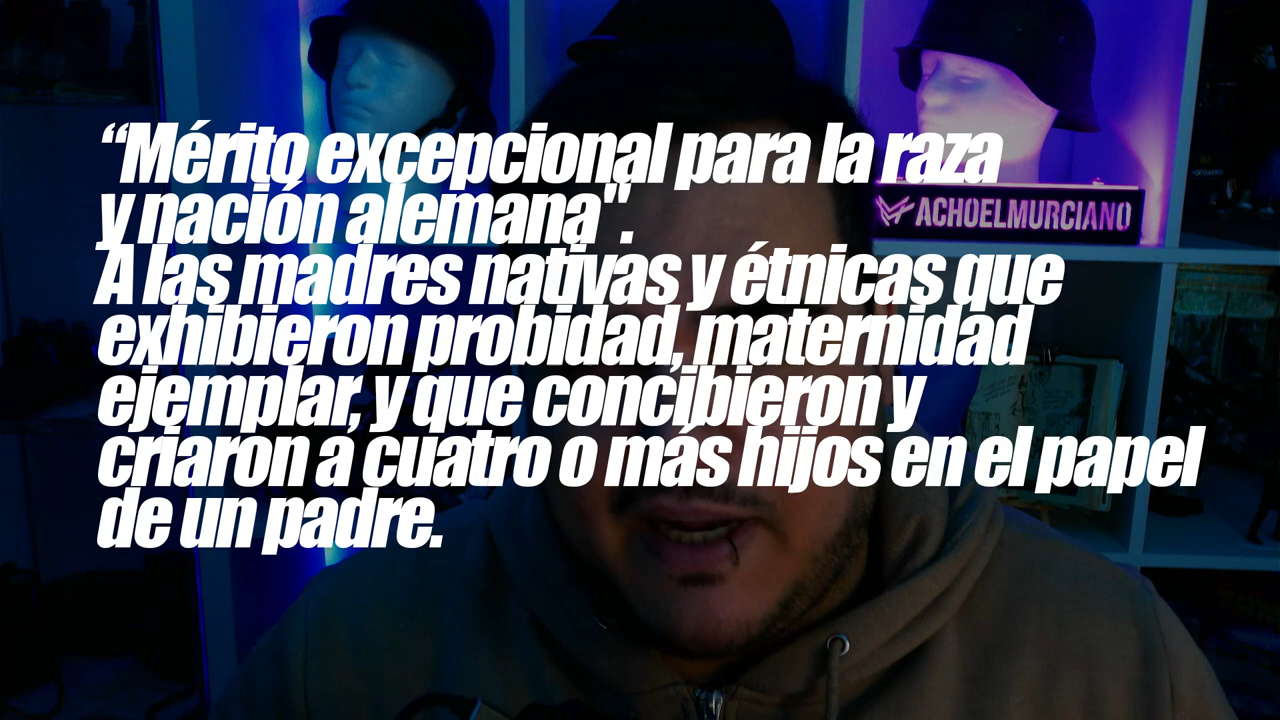 “Mérito excepcional para la raza
y nación alemana".
A las madres nativas y étnicas que
exhibieron probidad, maternidad
ejemplar, y que concibieron y
criaron a cuatro o más hijos en el papel
de un padre.
ACHOELMURCIANO